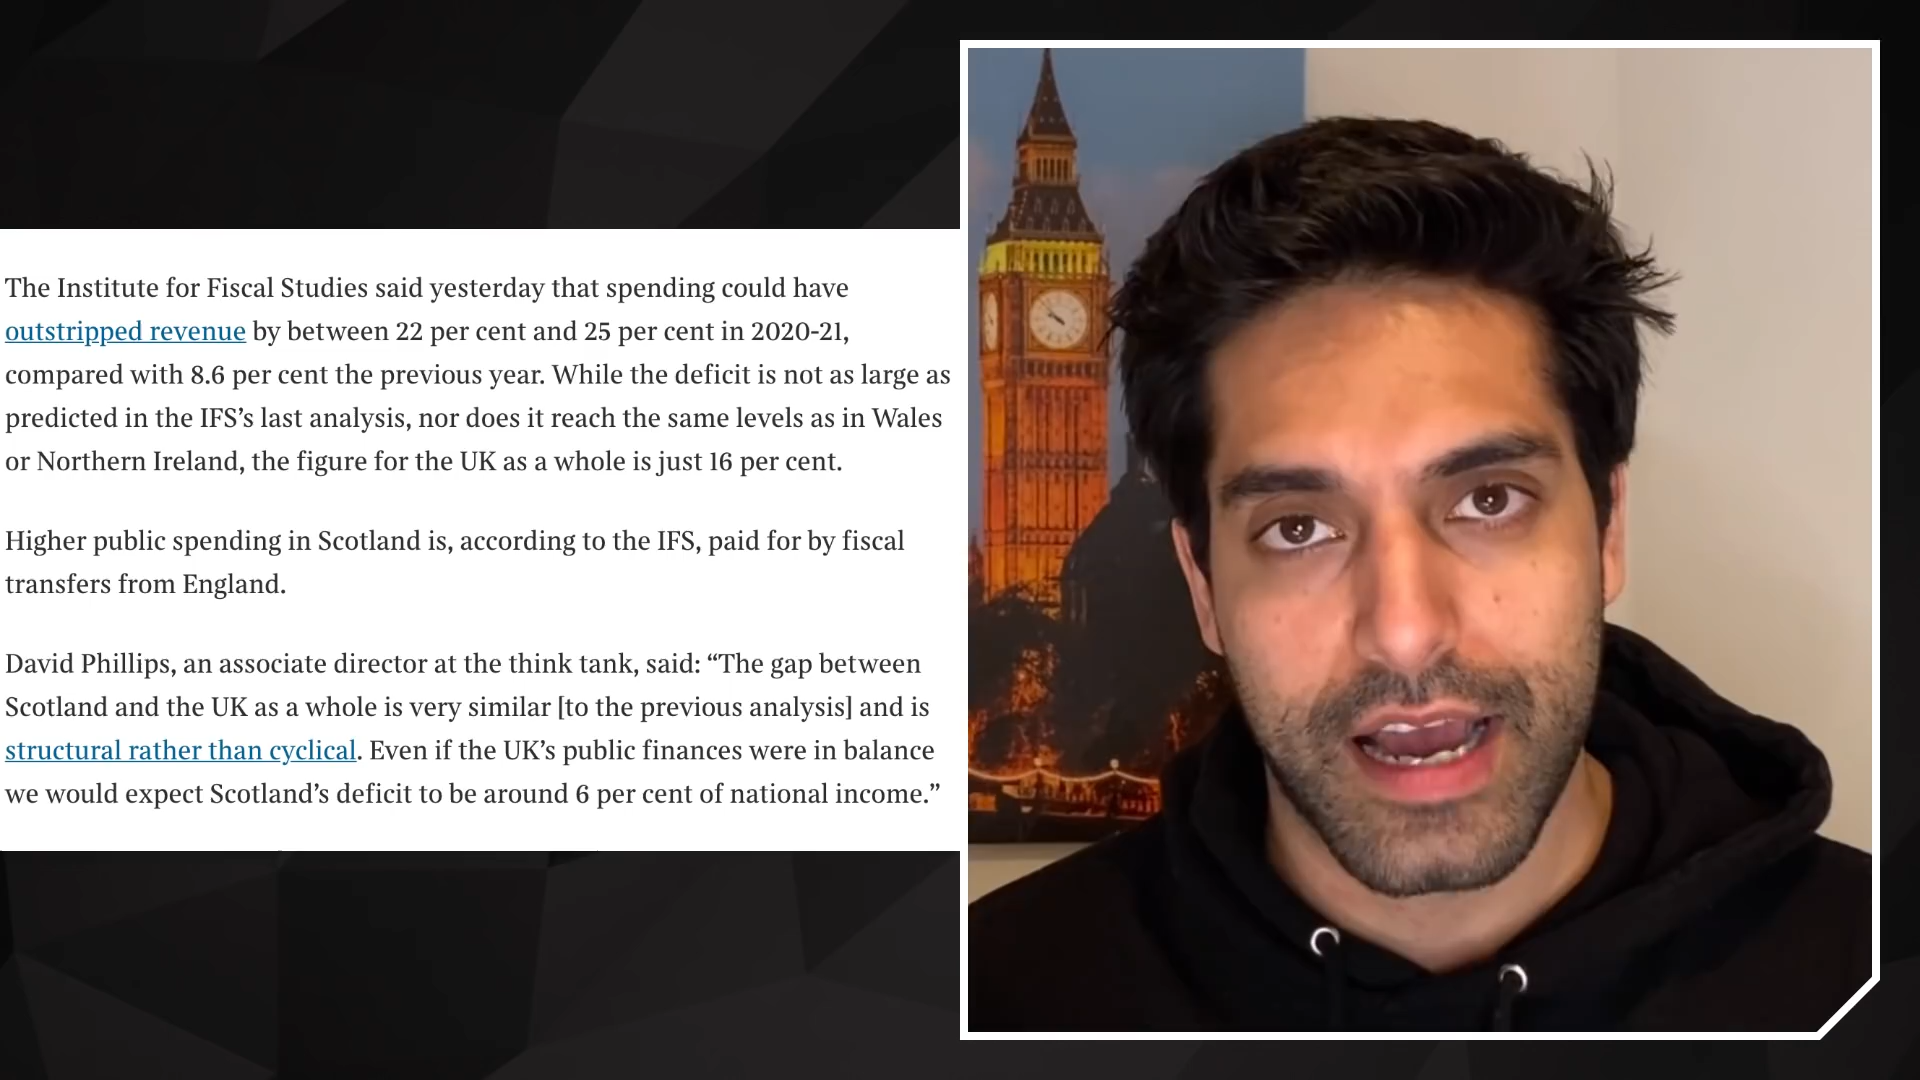 The Institute for Fiscal Studies said yesterday that spending could have
outstripped revenue by between 22 per cent and 25 per cent in 2020-21,
compared with 8.6 per cent the previous year. While the deficit is not as large as
predicted in the IFS’s last analysis, nor does it reach the same levels as in Wales
or Northern Ireland, the figure for the UK as a whole is just 16 per cent.
Higher public spending in Scotland is, according to the IFS, paid for by fiscal
transfers from England.
David Phillips, an associate director at the think tank, said: “The gap between
Scotland and the UK as a whole is very similar [to the previous analysis] and is
structural rather than cyclical. Even if the UK’s public finances were in balance
we would expect Scotland’s deficit to be around 6 per cent of national income.”